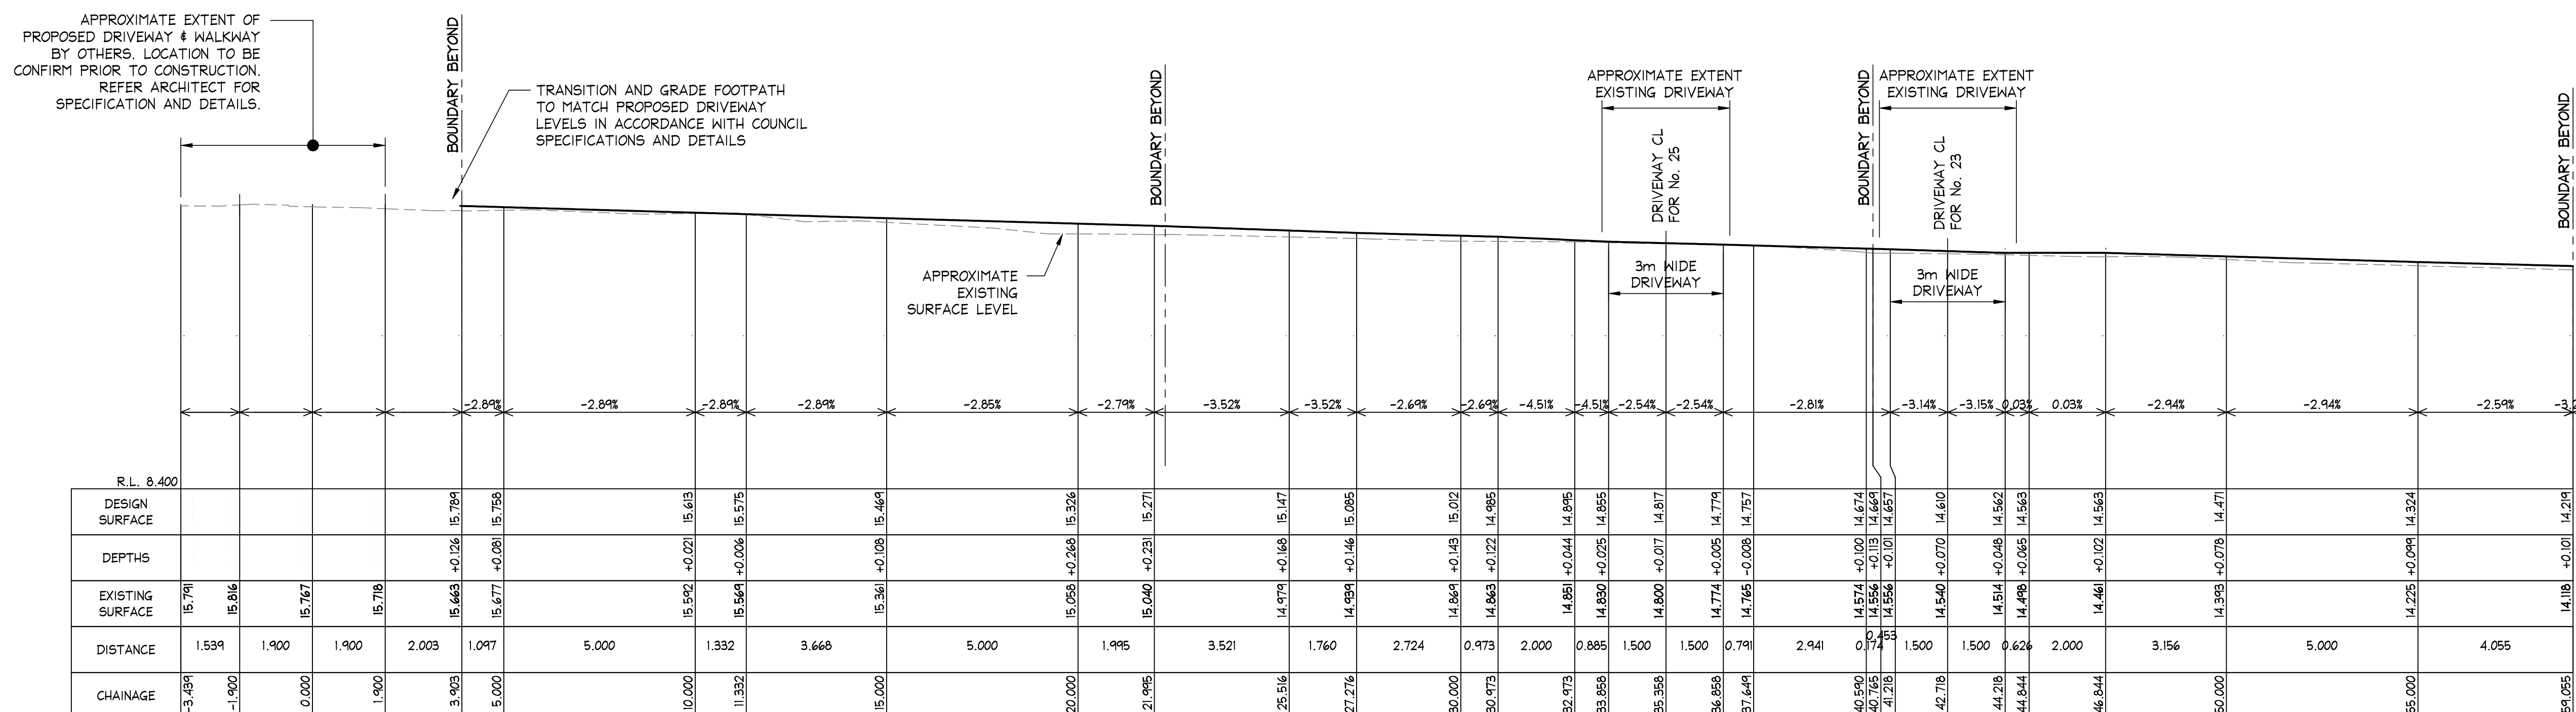 APPROXIMATE EXTENT OF
PROPOSED DRIVEWAY & WALKWAY
BY OTHERS. LOCATION TO BE
CONFIRM PRIOR TO CONSTRUCTION.
REFER ARCHITECT FOR
SPECIFICATION AND DETAILS.
BOUNDARY BEYOND
TRANSITION AND GRADE FOOTPATH
TO MATCH PROPOSED DRIVEWAY
LEVELS IN ACCORDANCE WITH COUNCIL
SPECIFICATIONS AND DETAILS
BOUNDARY BEYOND
APPROXIMATE
EXISTING
SURFACE LEVEL
APPROXIMATE EXTENT
EXISTING DRIVEWAY
DRIVEWAY CL
FOR No. 25
3m WIDE
DRIVEWAY
BOUNDARY BEYOND
APPROXIMATE EXTENT
EXISTING DRIVEWAY
DRIVEWAY CL
FOR No. 23
3m WIDE
DRIVEWAY
BOUNDARY BEYOND
-2.89% -2.89% -2.89% -2.89% -2.85% -2.79% -3.52% -3.52% -2.69% -2.69% -4.51% -4.51% -2.54% -2.54% -2.81% -3.14% -3.15% 0.03% 0.03% -2.94% -2.94% -2.59%
R.L. 8.400
DESIGN
SURFACE
15.789 15.758 15.613 15.575 15.469 15.326 15.271 15.147 15.085 15.012 14.985 14.895 14.855 14.817 14.779 14.757 14.674 14.669 14.657 14.610 14.562 14.563 14.563 14.471 14.324 14.219
DEPTHS
+0.126 +0.081 +0.021 +0.006 +0.108 +0.268 +0.231 +0.168 +0.146 +0.143 +0.122 +0.044 +0.025 +0.017 +0.005 -0.008 +0.100 +0.113 +0.101 +0.070 +0.048 +0.065 +0.102 +0.078 +0.099 +0.101
EXISTING
SURFACE
15.791 15.816 15.767 15.718 15.663 15.677 15.592 15.569 15.361 15.058 15.040 14.979 14.939 14.869 14.863 14.851 14.830 14.800 14.774 14.765 14.574 14.556 14.556 14.540 14.514 14.498 14.461 14.393 14.225 14.118
DISTANCE
1.539 1.900 1.900 2.003 1.097 5.000 1.332 3.668 5.000 1.995 3.521 1.760 2.724 0.973 2.000 0.885 1.500 1.500 0.791 2.941 0.174 0.453 1.500 1.500 0.626 2.000 3.156 5.000 4.055
CHAINAGE
-3.439 -1.900 0.000 1.900 3.903 5.000 10.000 11.332 15.000 20.000 21.995 25.516 27.276 30.000 30.973 32.973 33.858 35.358 36.858 37.649 40.590 40.765 41.218 42.718 44.218 44.844 46.844 50.000 55.000 59.055